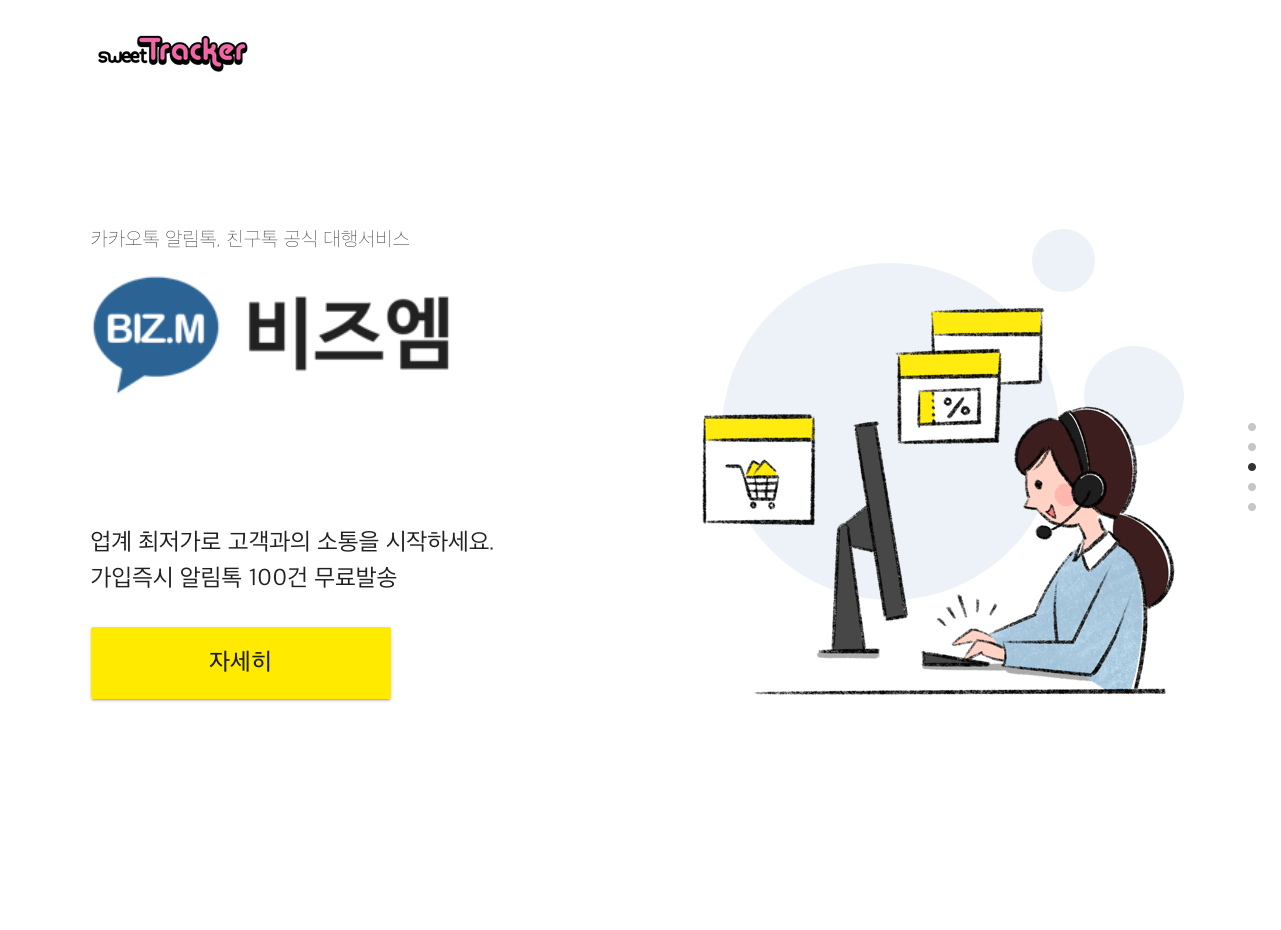 sweetTracker
카카오톡 알림톡, 친구톡 공식 대행서비스
BIZ.M 비즈엠
업계 최저가로 고객과의 소통을 시작하세요.
가입즉시 알림톡 100건 무료발송
자세히
%